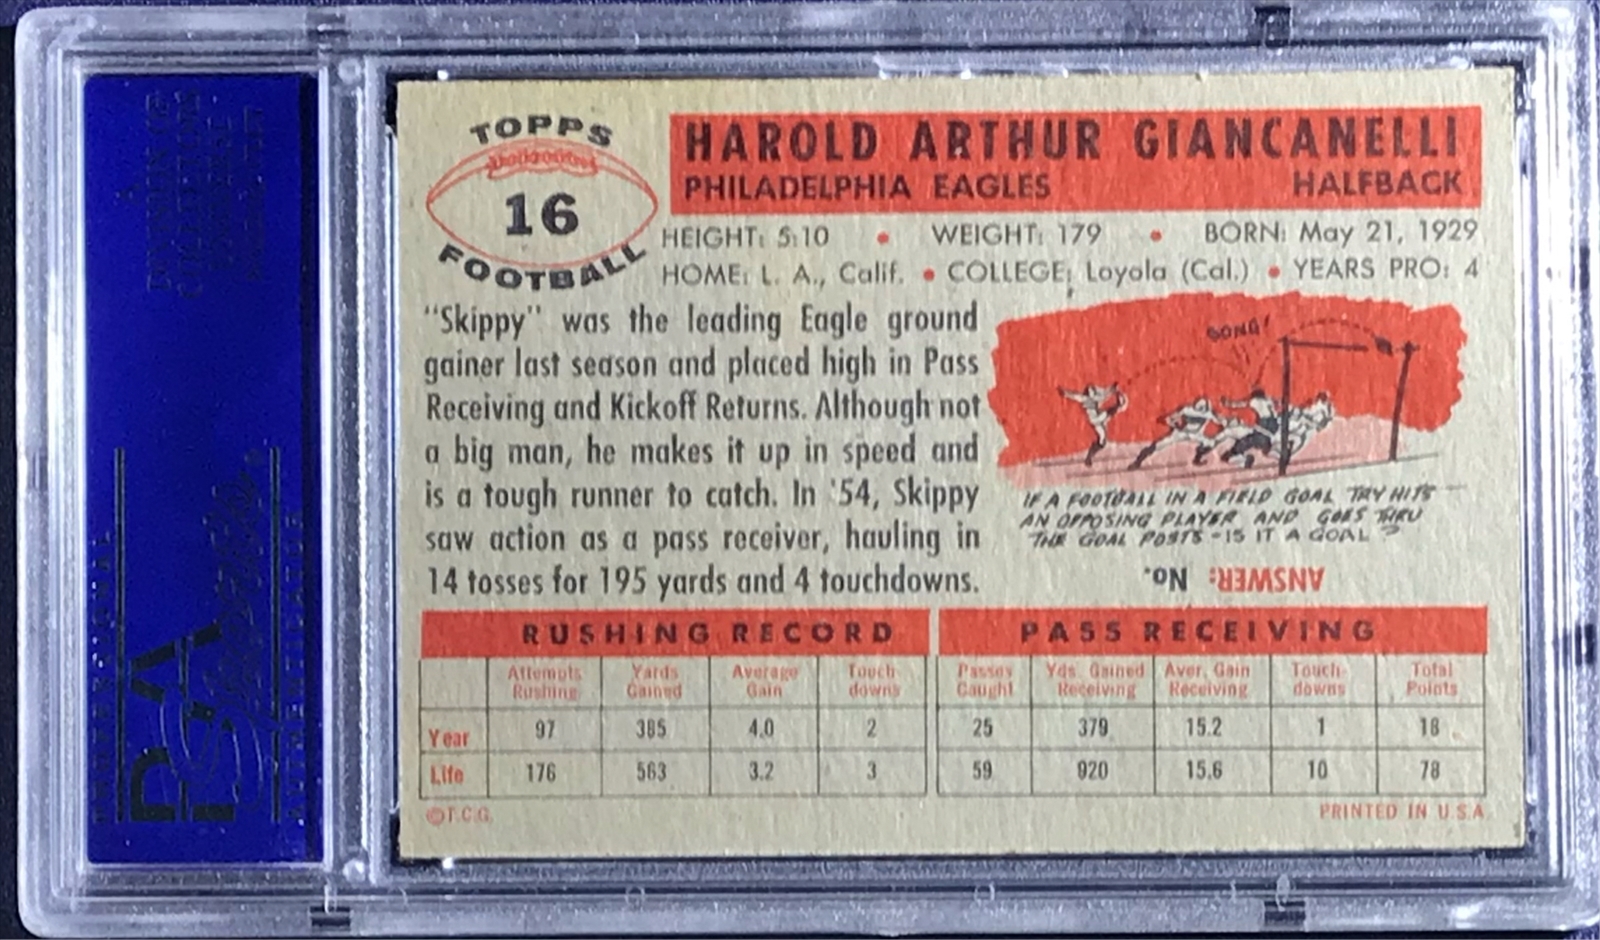 TOPPS
16
FOOTBALL
HAROLD ARTHUR GIANCANELLI
PHILADELPHIA EAGLES HALFBACK
HEIGHT: 5:10 • WEIGHT: 179 • BORN: May 21, 1929
HOME: L. A., Calif. • COLLEGE: Loyola (Cal.) • YEARS PRO: 4
"Skippy" was the leading Eagle ground
gainer last season and placed high in Pass
Receiving and Kickoff Returns. Although not
a big man, he makes it up in speed and
is a tough runner to catch. In '54, Skippy
saw action as a pass receiver, hauling in
14 tosses for 195 yards and 4 touchdowns.
BONG!
IF A FOOTBALL IN A FIELD GOAL TRY HITS
AN OPPOSING PLAYER AND GOES THRU
THE GOAL POSTS - IS IT A GOAL?
ANSWER: No.
RUSHING RECORD PASS RECEIVING
Attempts Rushing Yards Gained Average Gain Touch downs Passes Caught Yds. Gained Receiving Aver. Gain Receiving Touch-downs Total Points
Year 97 385 4.0 2 25 379 15.2 1 18
Life 176 563 3.2 3 59 920 15.6 10 78
©T.C.G. PRINTED IN U.S.A.
PSA
PROFESSIONAL
AUTHENTICATOR
A
DIVISION OF
COLLECTORS
UNIVERSE